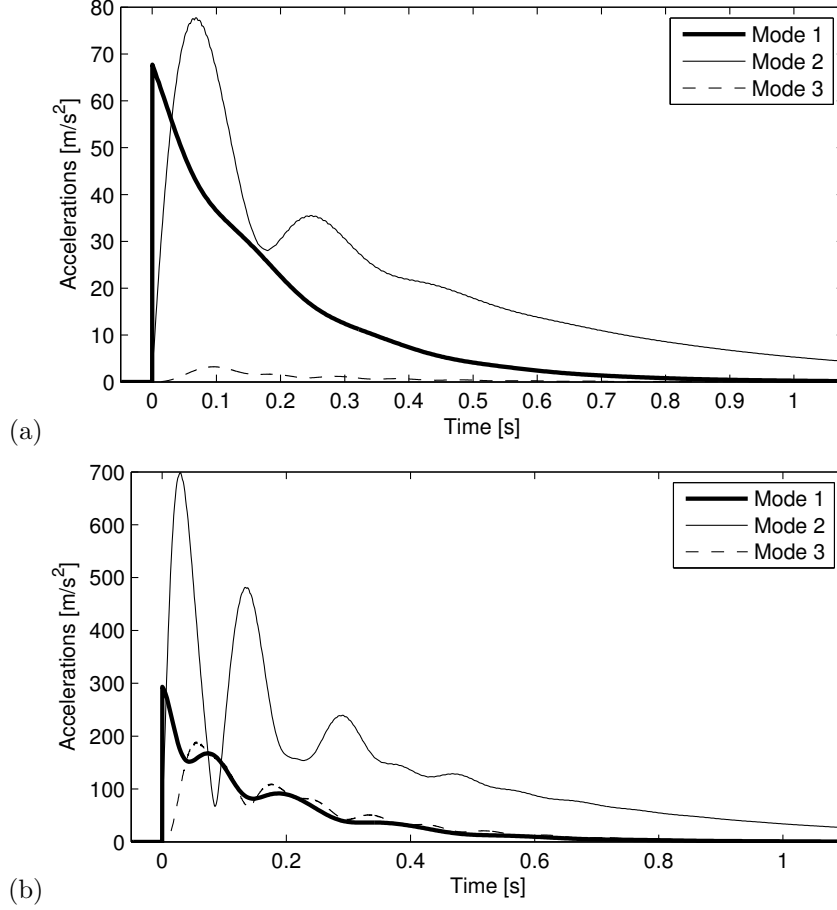 80
70
60
50
40
30
20
10
0
Accelerations [m/s²]
Mode 1
Mode 2
Mode 3
0 0.1 0.2 0.3 0.4 0.5 0.6 0.7 0.8 0.9 1
Time [s]
(a)
700
600
500
400
300
200
100
0
Accelerations [m/s²]
Mode 1
Mode 2
Mode 3
0 0.2 0.4 0.6 0.8 1
Time [s]
(b)